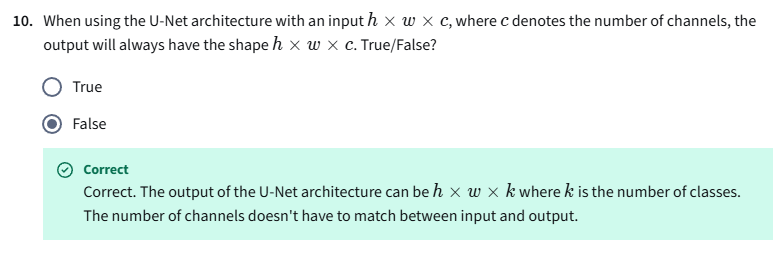 10. When using the U-Net architecture with an input h × w × c, where c denotes the number of channels, the
output will always have the shape h × w × c. True/False?
True
False
Correct
Correct. The output of the U-Net architecture can be h × w × k where k is the number of classes.
The number of channels doesn't have to match between input and output.